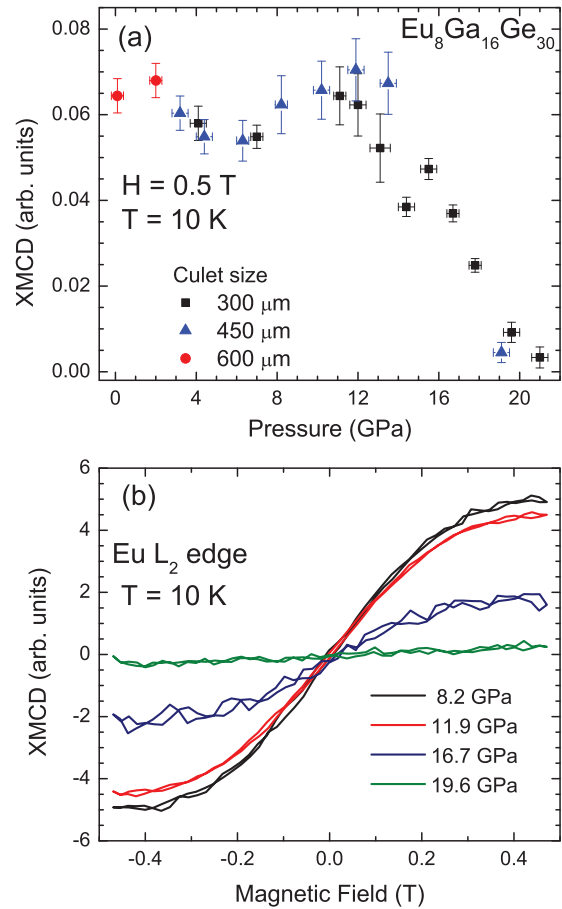 (a)
Eu8Ga16Ge30
0.08
0.06
0.04
0.02
0.00
XMCD (arb. units)
H = 0.5 T
T = 10 K
Culet size
300 μm
450 μm
600 μm
0 4 8 12 16 20
Pressure (GPa)
(b)
6
4
2
0
-2
-4
-6
XMCD (arb. units)
Eu L2 edge
T = 10 K
8.2 GPa
11.9 GPa
16.7 GPa
19.6 GPa
-0.4 -0.2 0.0 0.2 0.4
Magnetic Field (T)